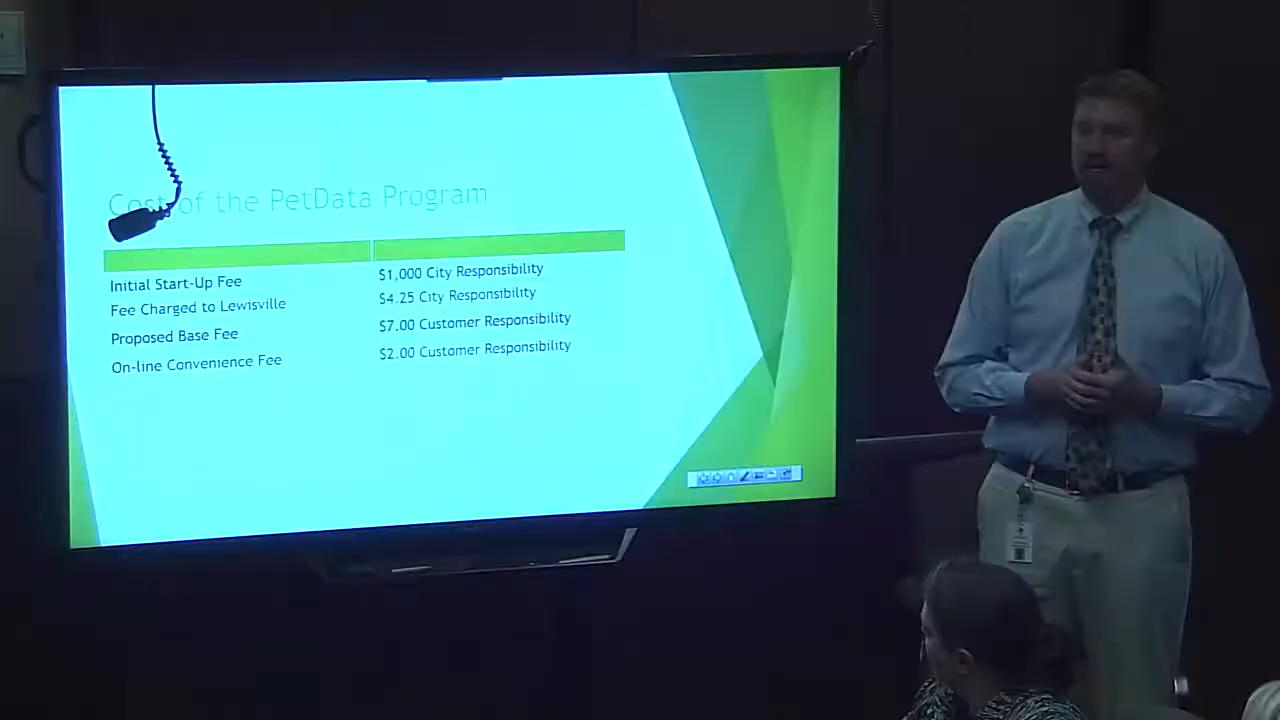 Cost of the PetData Program
Initial Start-Up Fee $1,000 City Responsibility
Fee Charged to Lewisville $4.25 City Responsibility
Proposed Base Fee $7.00 Customer Responsibility
On-line Convenience Fee $2.00 Customer Responsibility